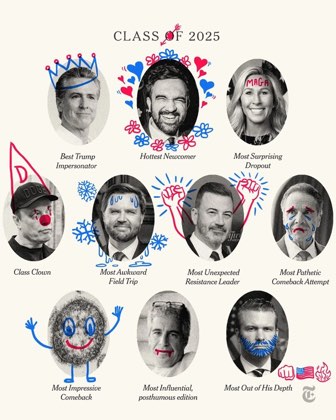 CLASS OF 2025
Best Trump
Impersonator
Hottest Newcomer
MAGA
Most Surprising
Dropout
D
Class Clown
Most Awkward
Field Trip
Most Unexpected
Resistance Leader
Most Pathetic
Comeback Attempt
Most Impressive
Comeback
Most Influential,
posthumous edition
Most Out of His Depth
T